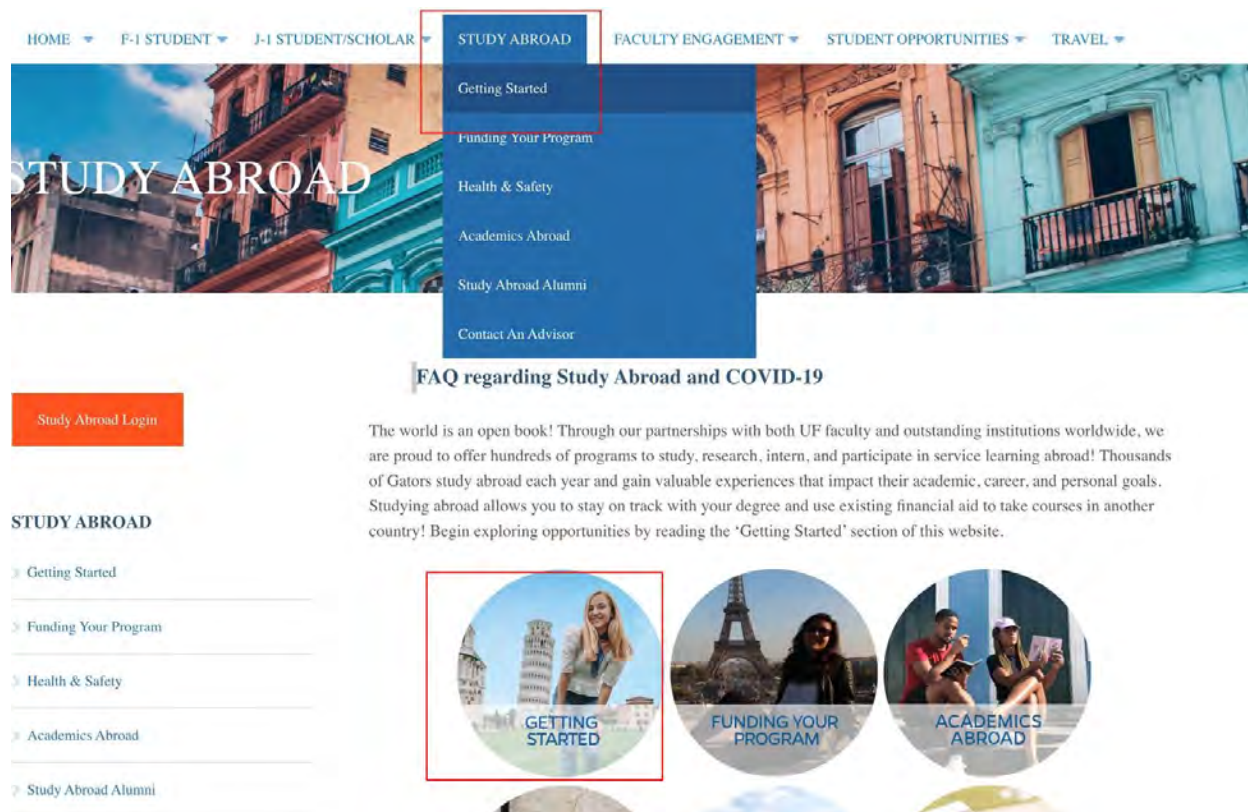 HOME F-1 STUDENT J-1 STUDENT/SCHOLAR STUDY ABROAD FACULTY ENGAGEMENT STUDENT OPPORTUNITIES TRAVEL
Getting Started
Funding Your Program
Health & Safety
Academics Abroad
Study Abroad Alumni
Contact An Advisor
STUDY ABROAD
FAQ regarding Study Abroad and COVID-19
Study Abroad Login
The world is an open book! Through our partnerships with both UF faculty and outstanding institutions worldwide, we
are proud to offer hundreds of programs to study, research, intern, and participate in service learning abroad! Thousands
of Gators study abroad each year and gain valuable experiences that impact their academic, career, and personal goals.
Studying abroad allows you to stay on track with your degree and use existing financial aid to take courses in another
country! Begin exploring opportunities by reading the ‘Getting Started’ section of this website.
STUDY ABROAD
Getting Started
Funding Your Program
Health & Safety
Academics Abroad
Study Abroad Alumni
GETTING
STARTED
FUNDING YOUR
PROGRAM
ACADEMICS
ABROAD